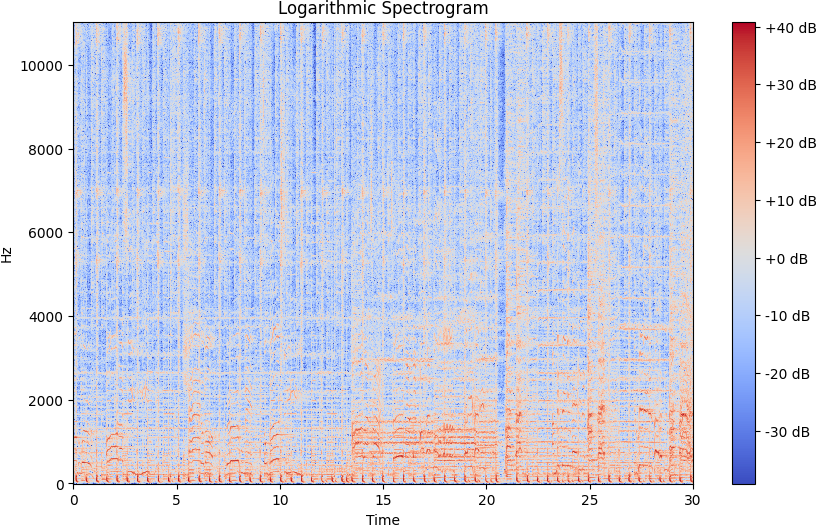 Logarithmic Spectrogram
Hz
10000
8000
6000
4000
2000
0
0 5 10 15 20 25 30
Time
+40 dB
+30 dB
+20 dB
+10 dB
+0 dB
-10 dB
-20 dB
-30 dB